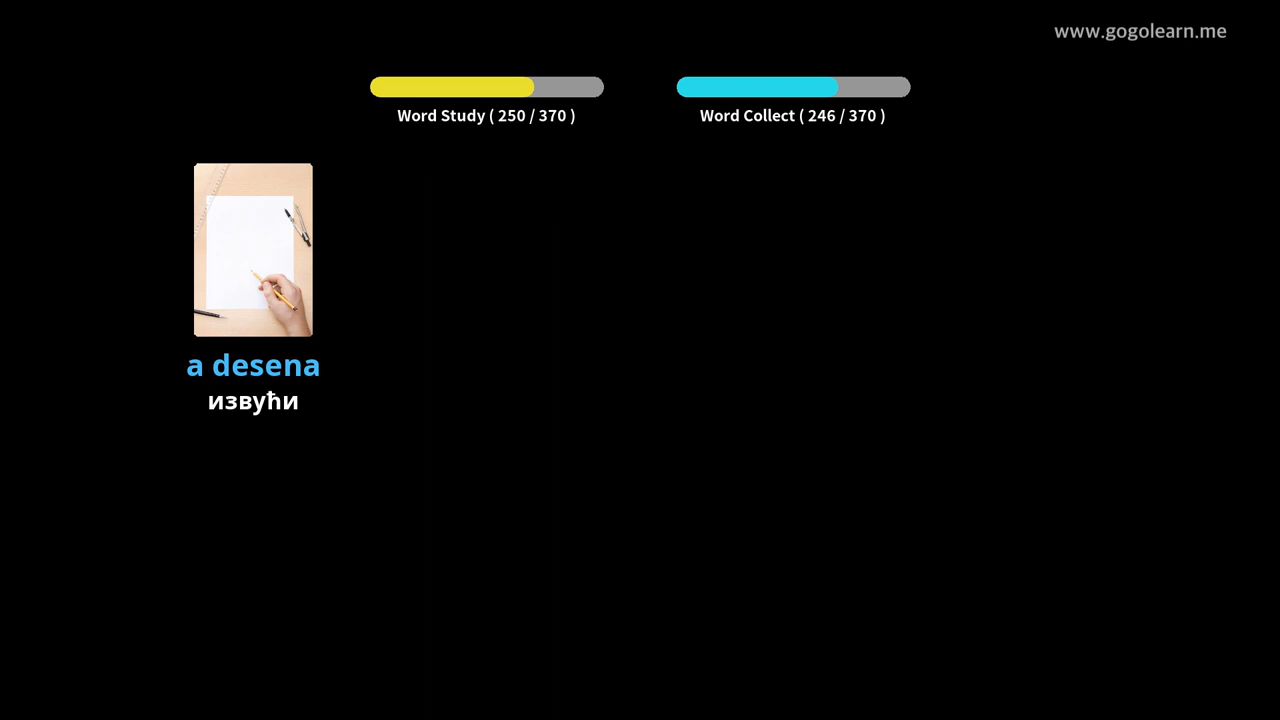 www.gogolearn.me
Word Study ( 250 / 370 )
Word Collect ( 246 / 370 )
a desena
извући